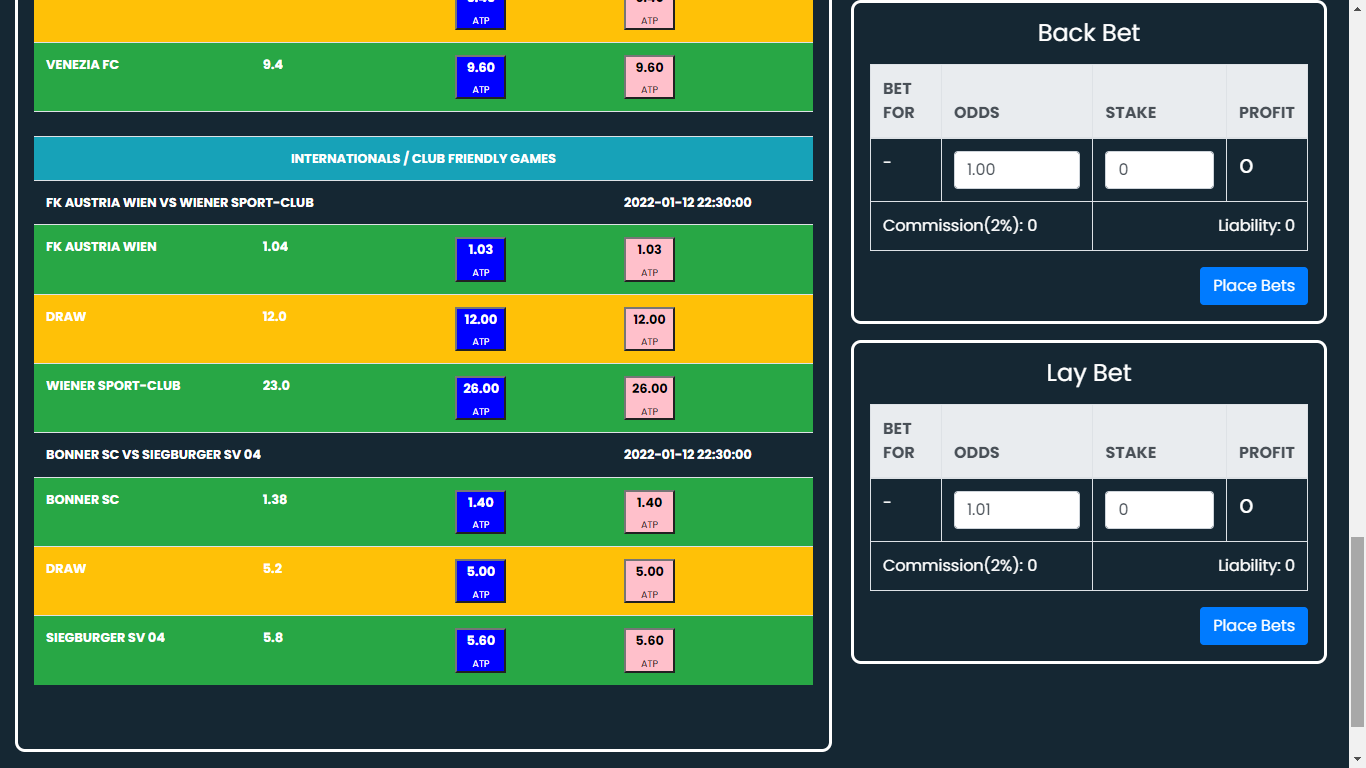 ATP ATP
VENEZIA FC 9.4 9.60 9.60
ATP ATP
INTERNATIONALS / CLUB FRIENDLY GAMES
FK AUSTRIA WIEN VS WIENER SPORT-CLUB 2022-01-12 22:30:00
FK AUSTRIA WIEN 1.04 1.03 1.03
ATP ATP
DRAW 12.0 12.00 12.00
ATP ATP
WIENER SPORT-CLUB 23.0 26.00 26.00
ATP ATP
BONNER SC VS SIEGBURGER SV 04 2022-01-12 22:30:00
BONNER SC 1.38 1.40 1.40
ATP ATP
DRAW 5.2 5.00 5.00
ATP ATP
SIEGBURGER SV 04 5.8 5.60 5.60
ATP ATP
Back Bet
BET
FOR ODDS STAKE PROFIT
- 1.00 0 0
Commission(2%): 0 Liability: 0
Place Bets
Lay Bet
BET
FOR ODDS STAKE PROFIT
- 1.01 0 0
Commission(2%): 0 Liability: 0
Place Bets